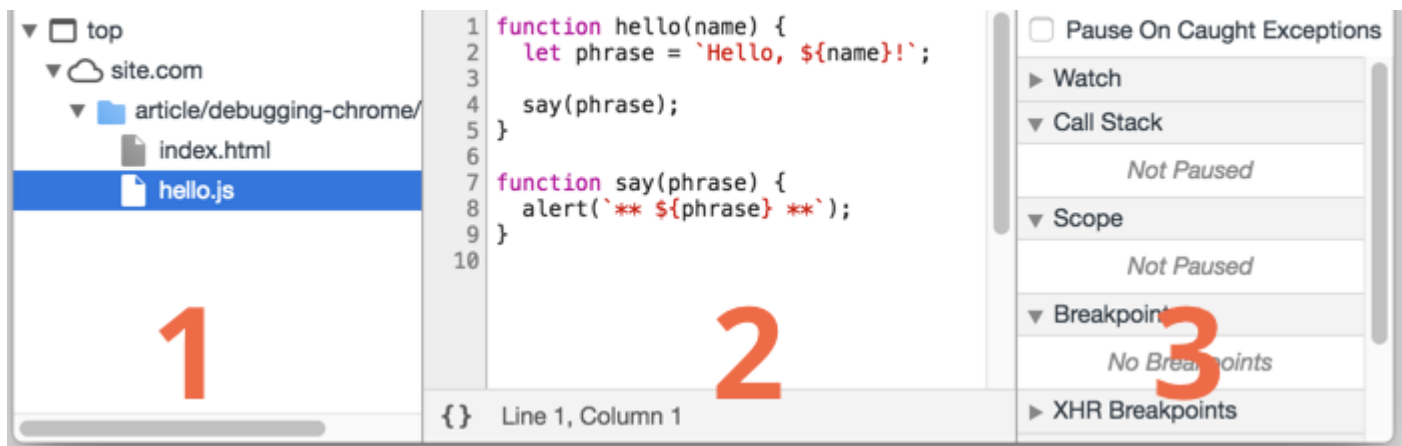 top
site.com
article/debugging-chrome/
index.html
hello.js
1
1 function hello(name) {
2 let phrase = `Hello, ${name}!`;
3
4 say(phrase);
5 }
6
7 function say(phrase) {
8 alert(`** ${phrase} **`);
9 }
10
2
{} Line 1, Column 1
Pause On Caught Exceptions
Watch
Call Stack
Not Paused
Scope
Not Paused
Breakpoints
No Breakpoints
3
XHR Breakpoints